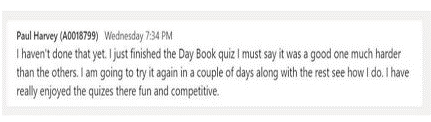 Paul Harvey (A0018799) Wednesday 7:34 PM
I haven't done that yet. I just finished the Day Book quiz I must say it was a good one much harder
than the others. I am going to try it again in a couple of days along with the rest see how I do. I have
really enjoyed the quizes there fun and competitive.